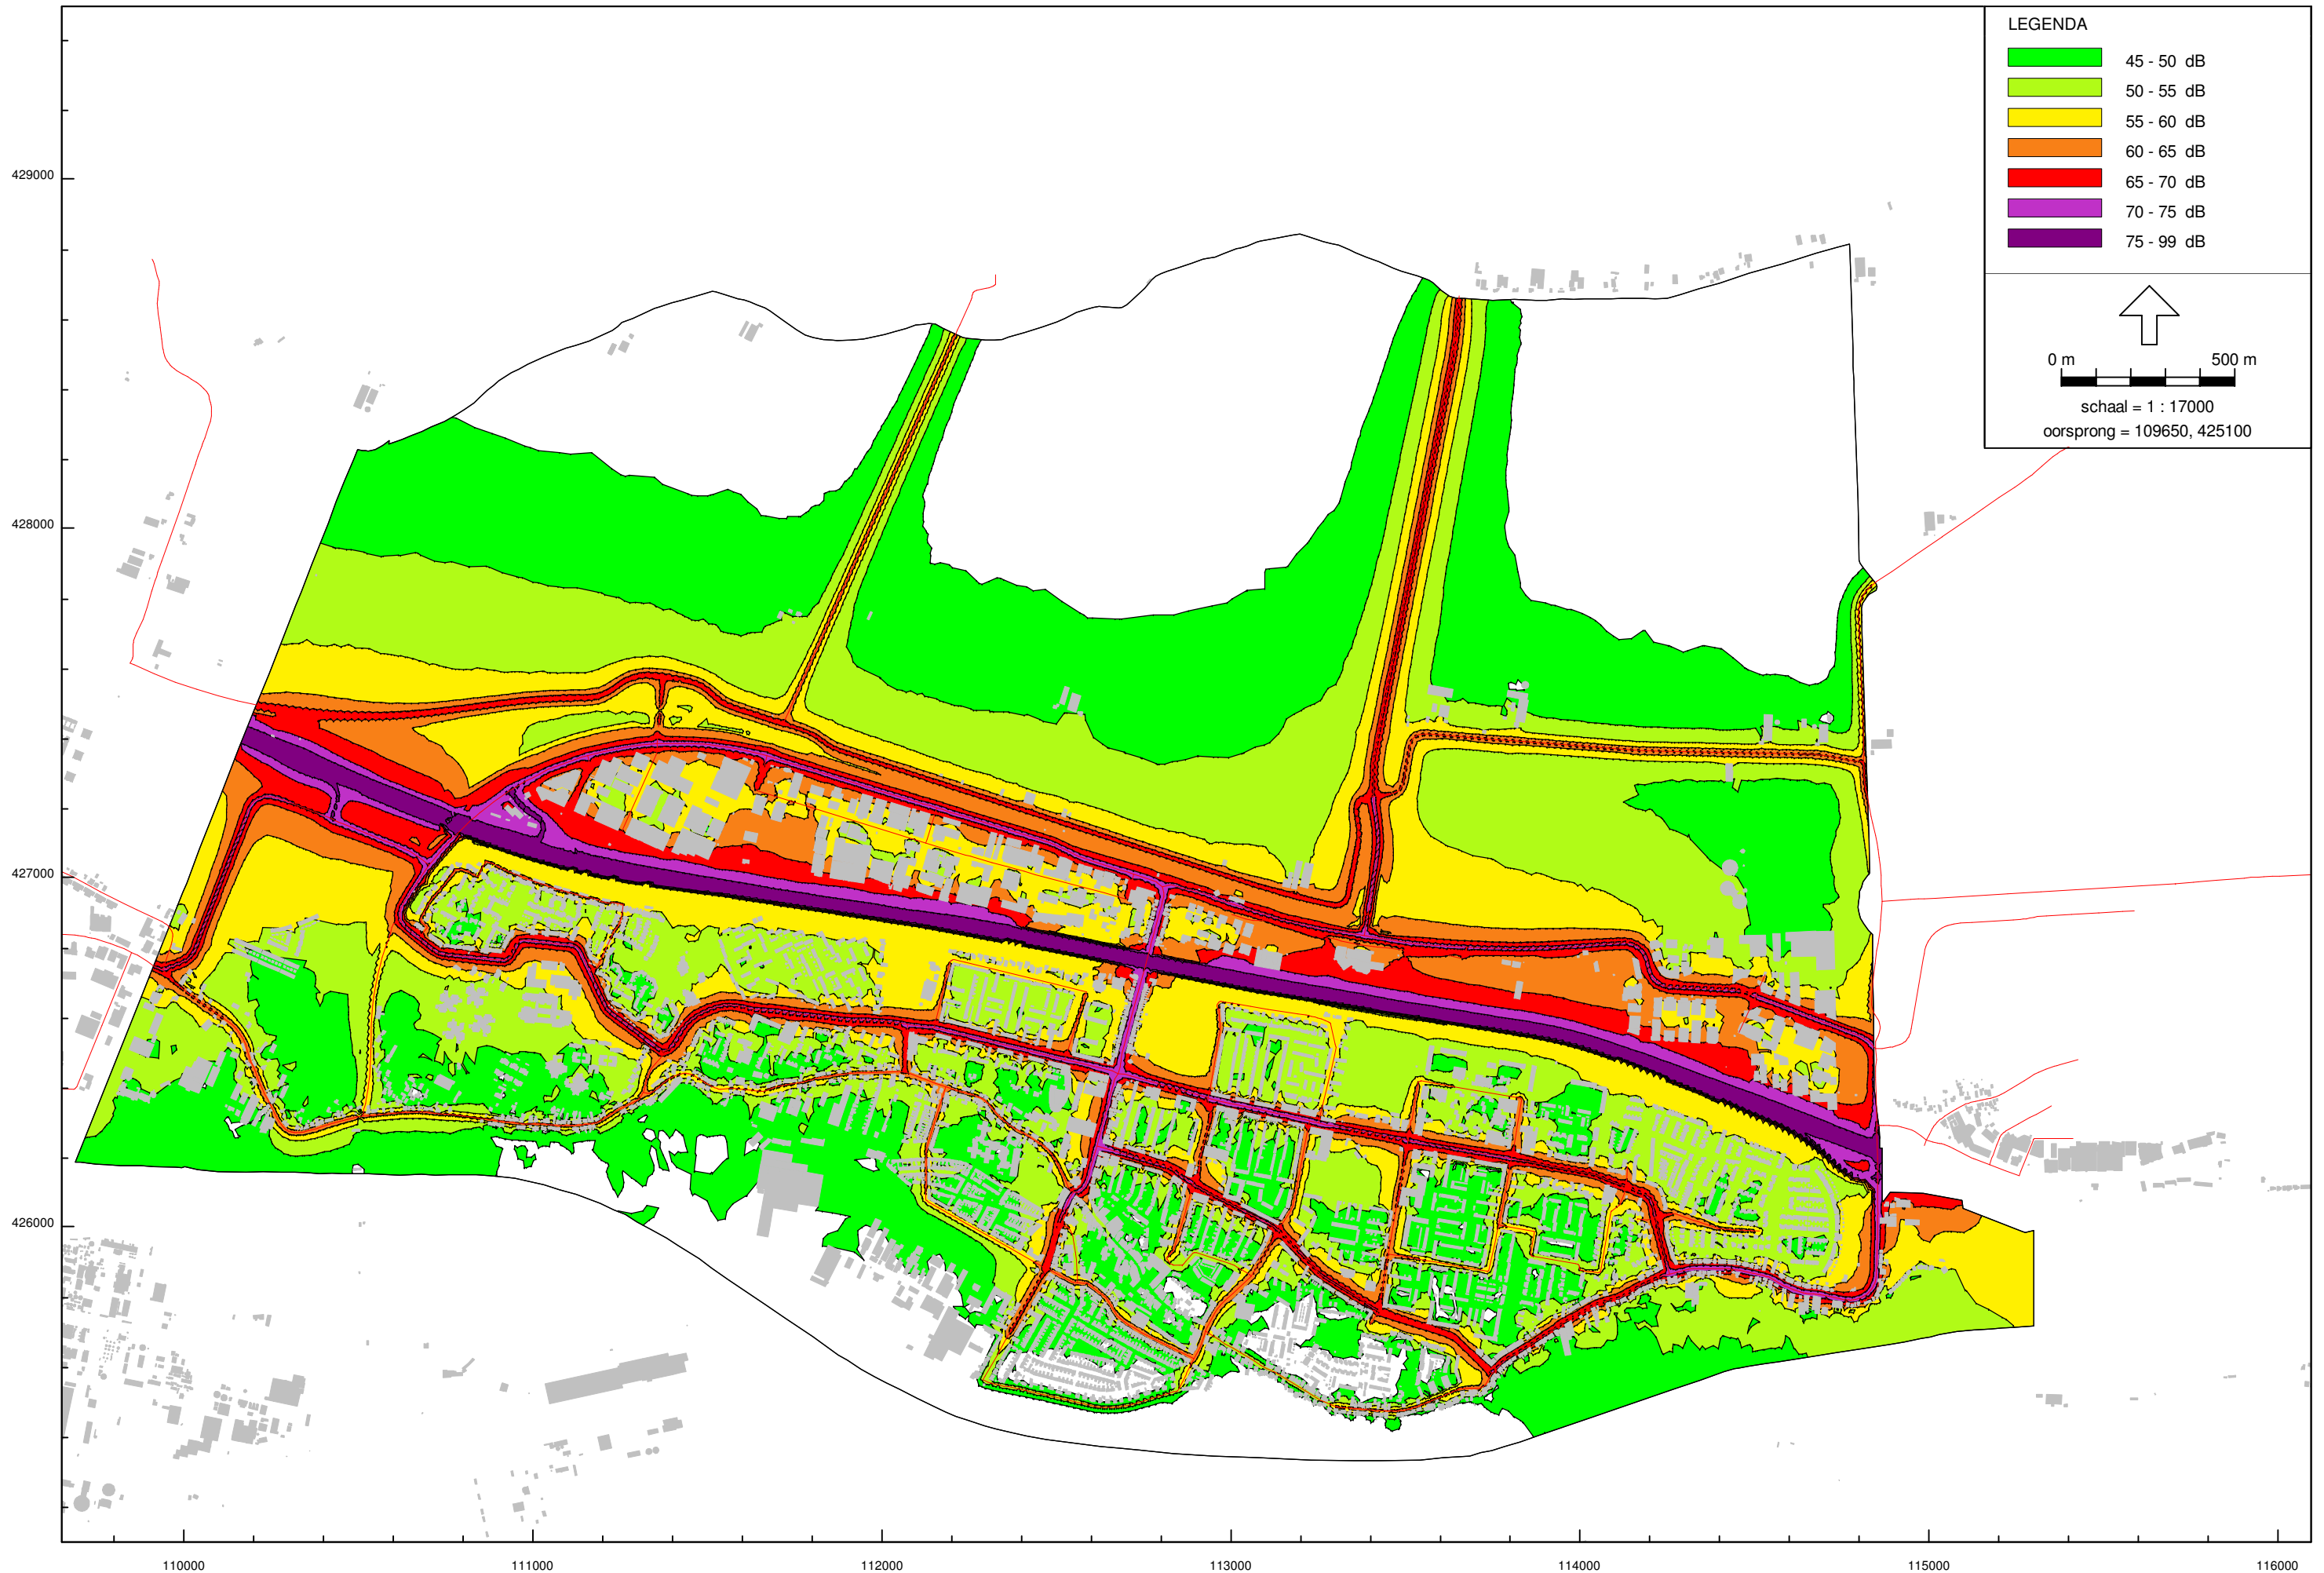 LEGENDA
45 - 50 dB
50 - 55 dB
55 - 60 dB
60 - 65 dB
65 - 70 dB
70 - 75 dB
75 - 99 dB
0 m 500 m
schaal = 1 : 17000
oorsprong = 109650, 425100
429000
428000
427000
426000
110000 111000 112000 113000 114000 115000 116000